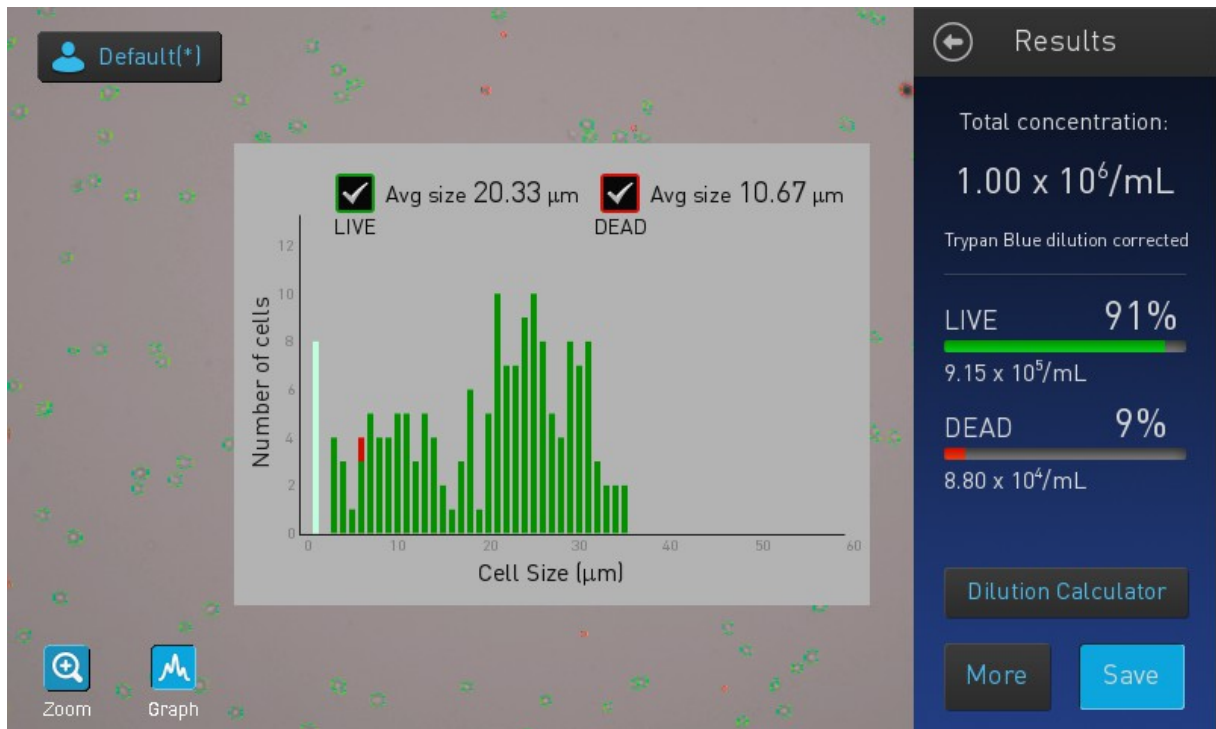 Default(*)
Results
Total concentration:
1.00 x 10⁶/mL
Trypan Blue dilution corrected
LIVE 91%
9.15 x 10⁵/mL
DEAD 9%
8.80 x 10⁴/mL
Dilution Calculator
More Save
Avg size 20.33 μm Avg size 10.67 μm
LIVE DEAD
Number of cells
12
10
8
6
4
2
0
0 10 20 30 40 50 60
Cell Size (μm)
Zoom Graph